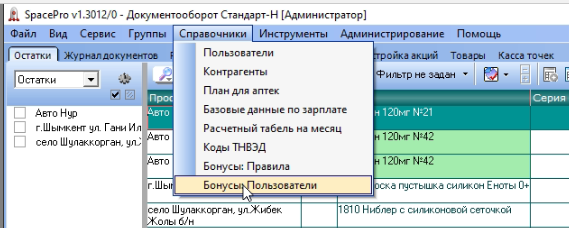 SpacePro v1.3012/0 - Документооборот Стандарт-Н [Администратор]
Файл Вид Сервис Группы Справочники Инструменты Администрирование Помощь
Остатки Журнал документов стройка акций Товары Касса точек
Остатки Фильтр не задан
Пользователи
Контрагенты
План для аптек
Базовые данные по зарплате
Расчетный табель на месяц
Коды ТНВЭД
Бонусы: Правила
Бонусы: Пользователи
Серия
Авто Нур Авто н 120мг №21
г.Шымкент ул. Гани Ил Авто н 120мг №42
село Шулаккорган, ул. Авто н 120мг №42
г.Шы оска пустышка силикон Еноты 0+
село Шулаккорган, ул.Жибек Жолы б/н 1810 Ниблер с силиконовой сеточкой